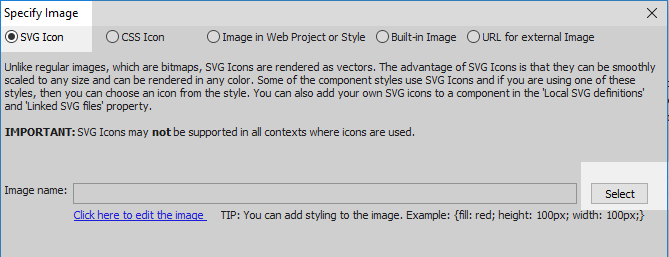 Specify Image
SVG Icon CSS Icon Image in Web Project or Style Built-in Image URL for external Image
Unlike regular images, which are bitmaps, SVG Icons are rendered as vectors. The advantage of SVG Icons is that they can be smoothly
scaled to any size and can be rendered in any color. Some of the component styles use SVG Icons and if you are using one of these
styles, then you can choose an icon from the style. You can also add your own SVG icons to a component in the 'Local SVG definitions'
and 'Linked SVG files' property.
IMPORTANT: SVG Icons may not be supported in all contexts where icons are used.
Image name: Select
Click here to edit the image TIP: You can add styling to the image. Example: {fill: red; height: 100px; width: 100px;}